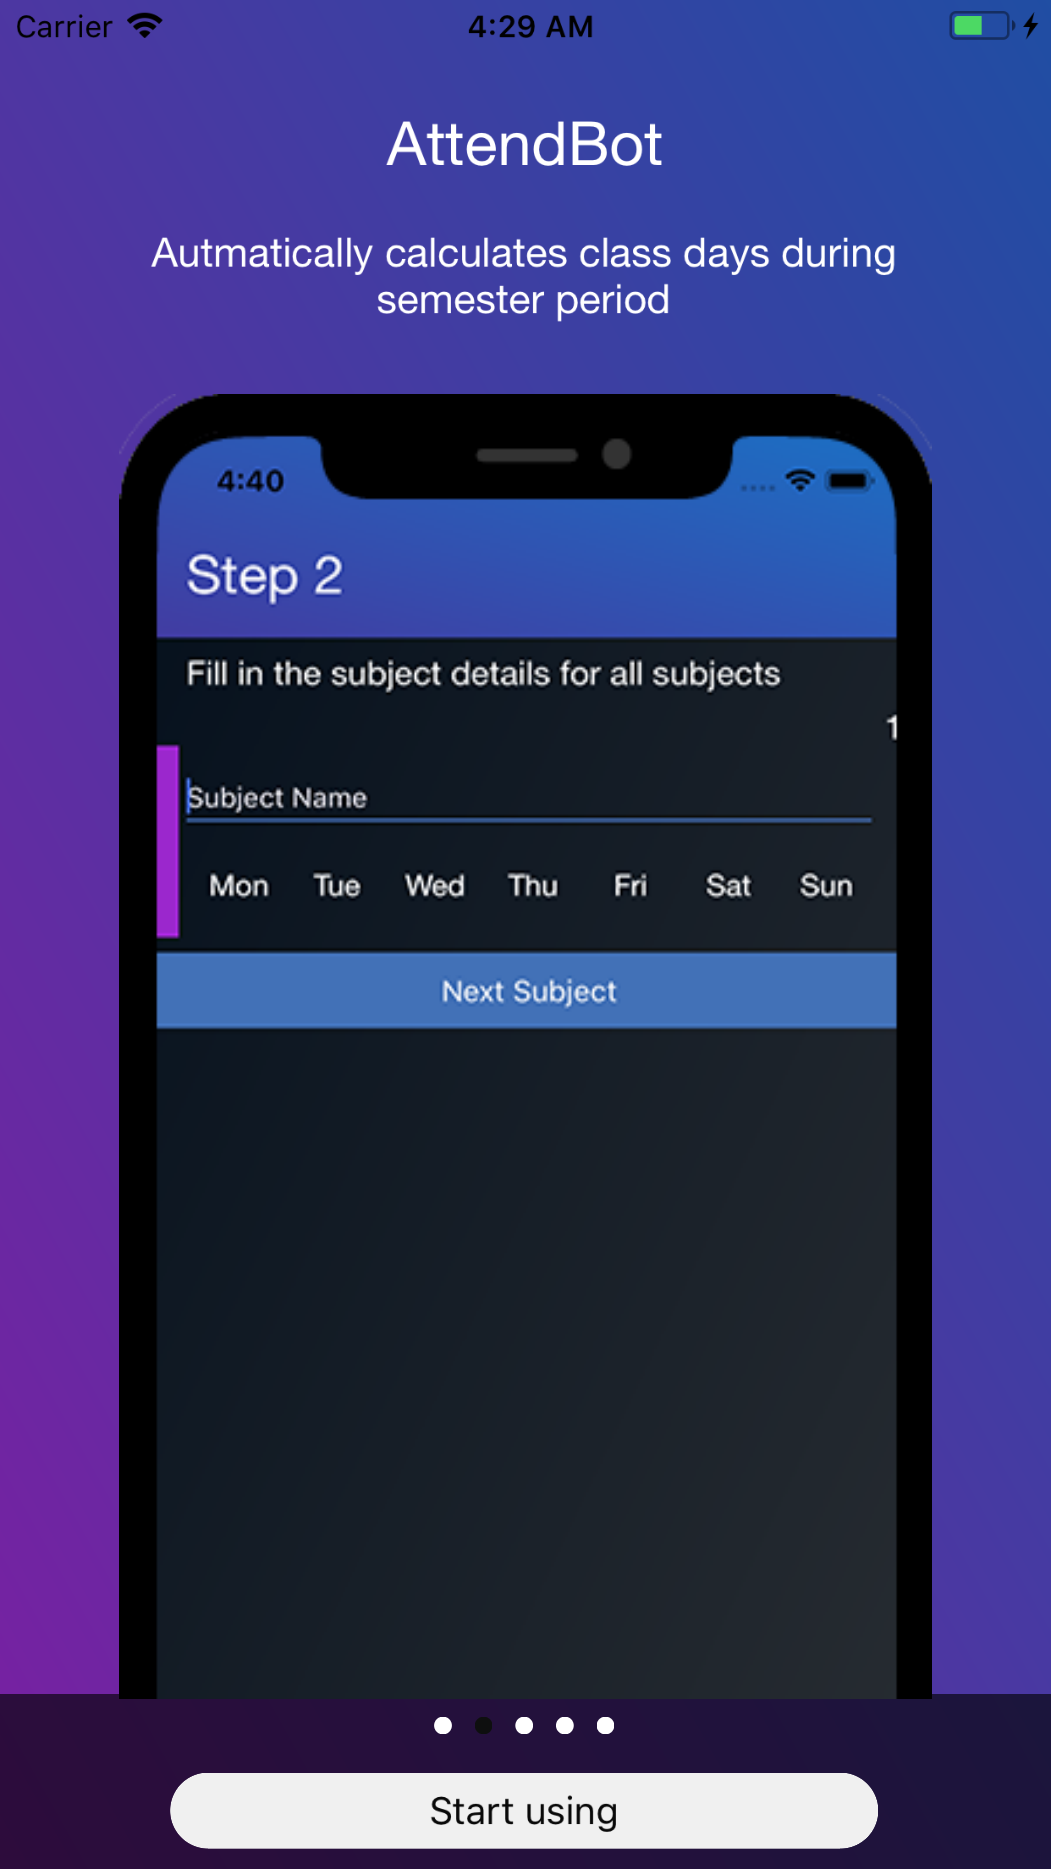 Carrier
4:29 AM
AttendBot
Autmatically calculates class days during
semester period
4:40
Step 2
Fill in the subject details for all subjects
1
Subject Name
Mon Tue Wed Thu Fri Sat Sun
Next Subject
Start using